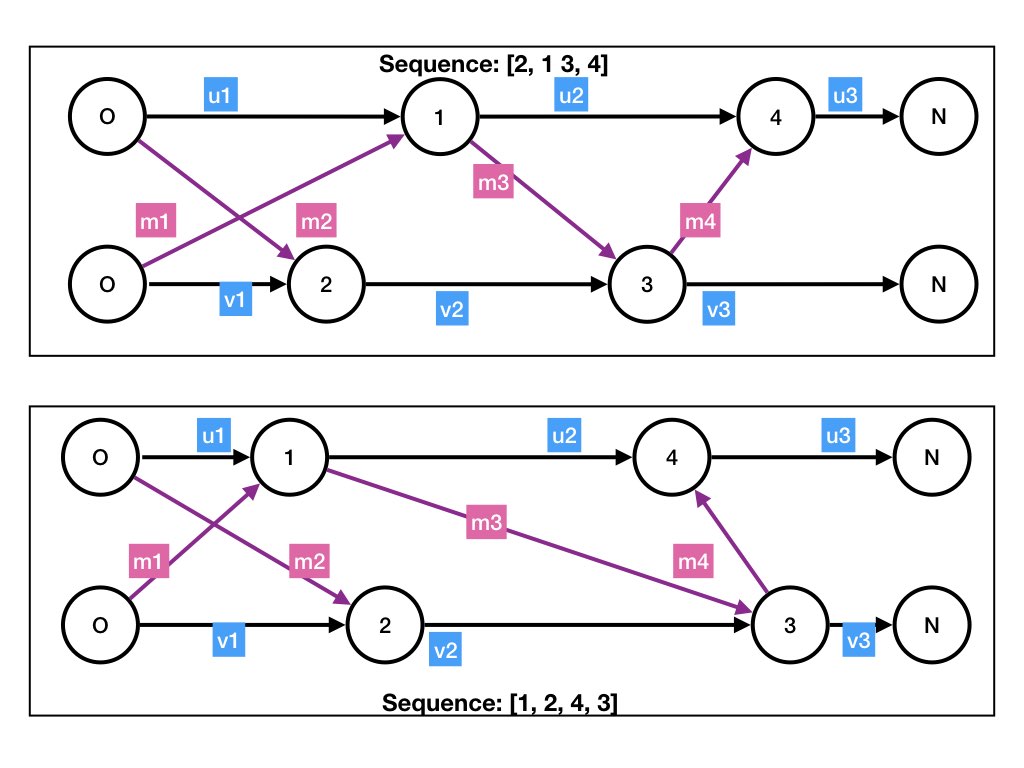 Sequence: [2, 1 3, 4]
u1
u2
u3
O
1
4
N
m3
m1
m2
m4
O
2
3
N
v1
v2
v3
u1
u2
u3
O
1
4
N
m3
m1
m2
m4
O
2
3
N
v1
v2
v3
Sequence: [1, 2, 4, 3]